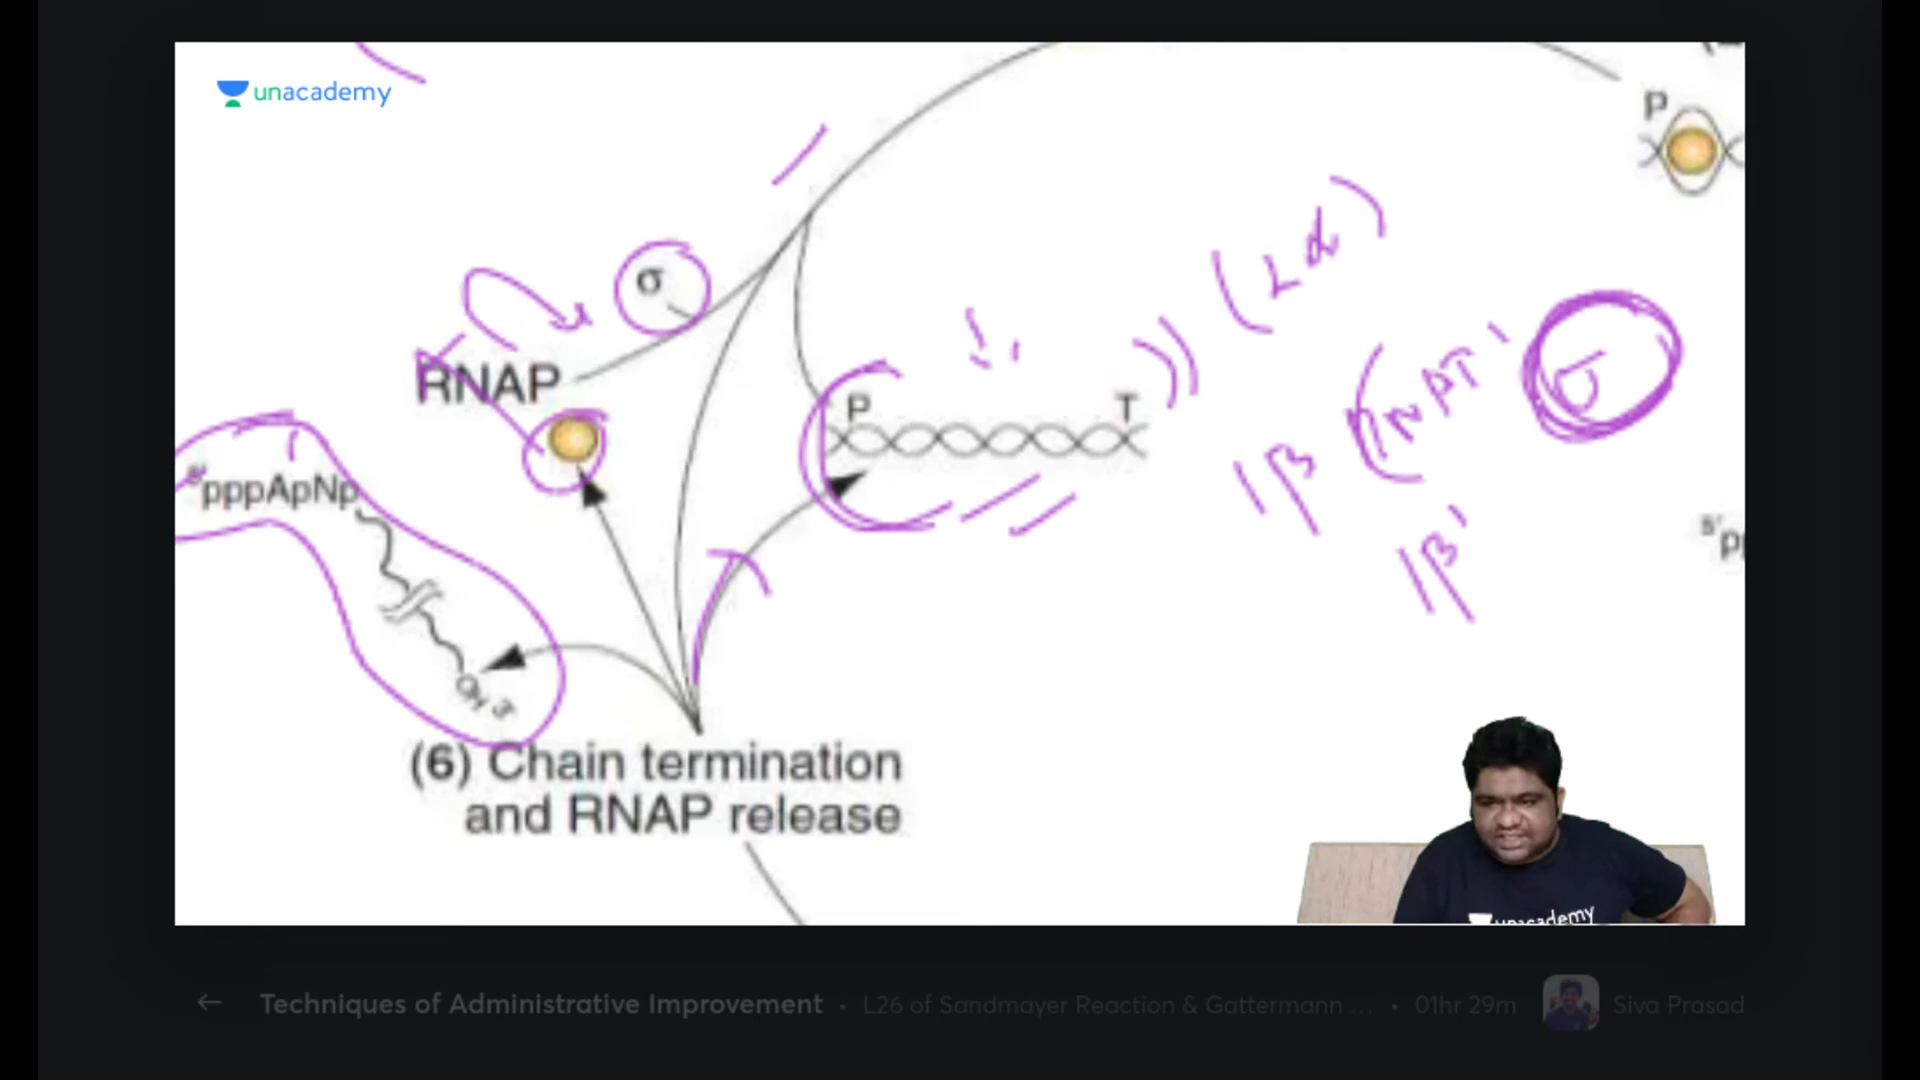 unacademy
P
σ
RNAP
P
T
5'pppApNp
OH 3'
(6) Chain termination
and RNAP release
1β
1β'
σ
5'p
unacademy
Techniques of Administrative Improvement • L26 of Sandmayer Reaction & Gattermann ... • 01hr 29m Siva Prasad